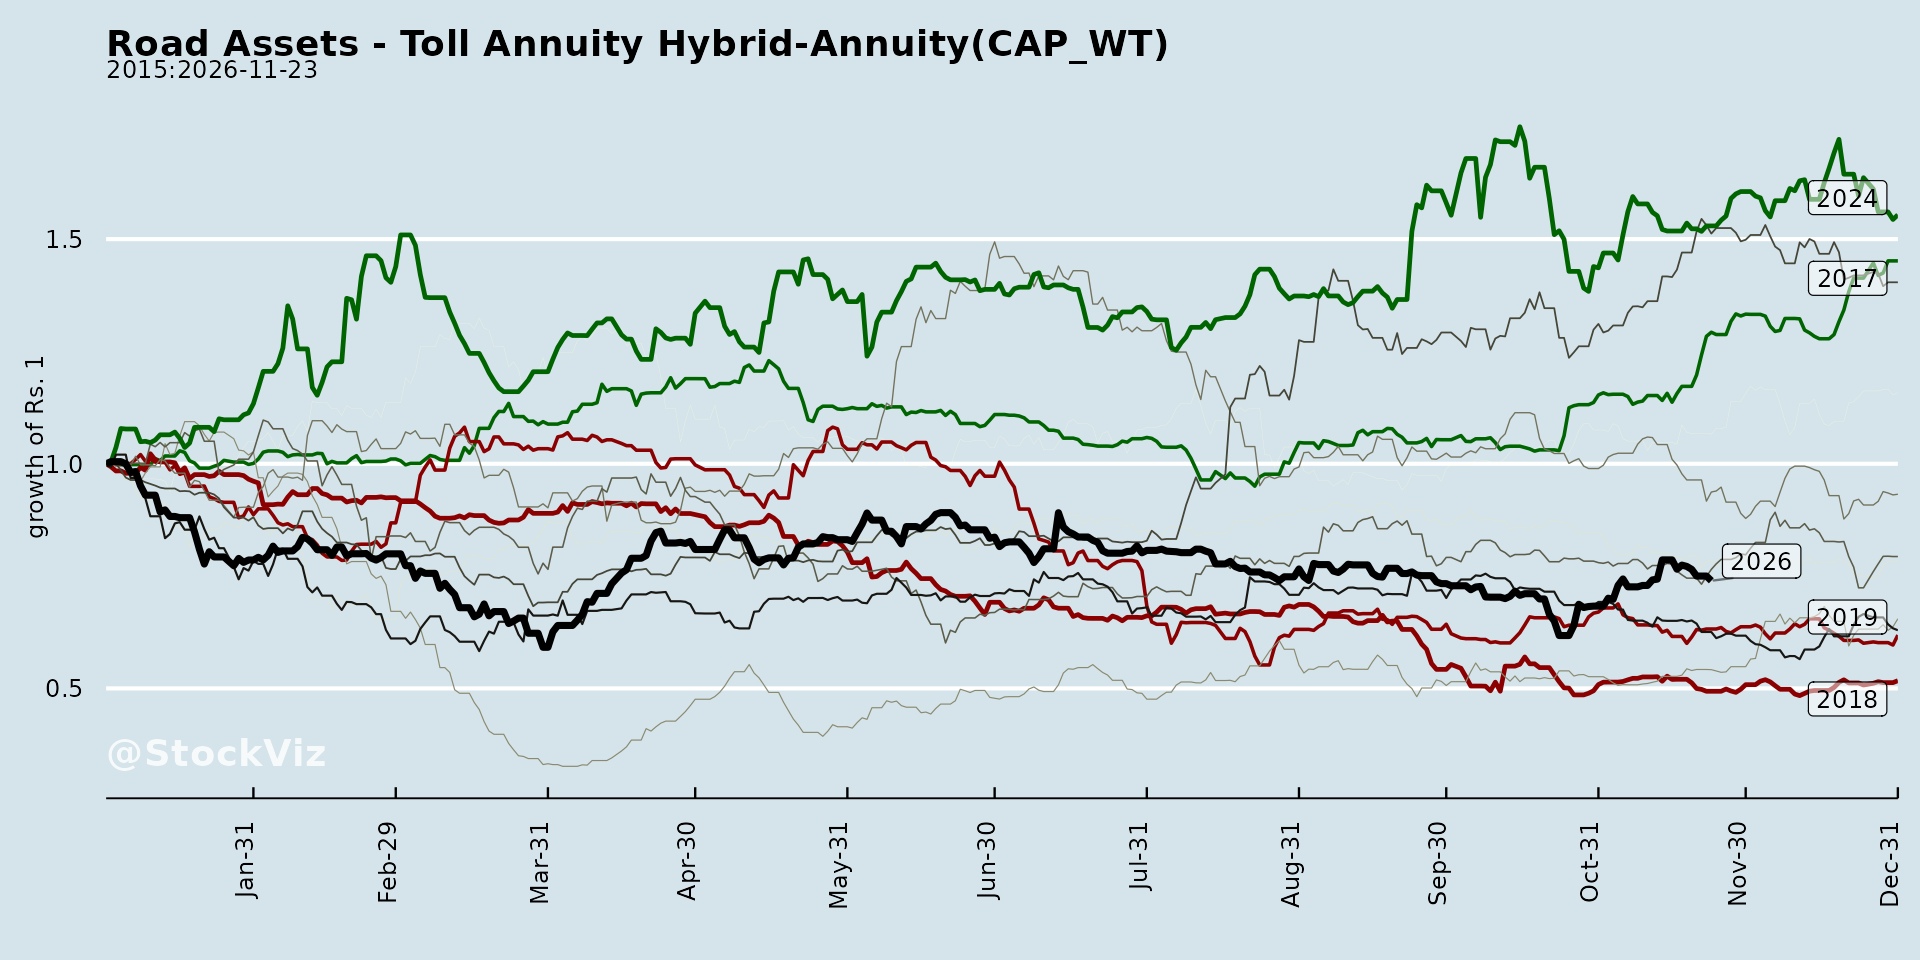 Road Assets - Toll Annuity Hybrid-Annuity(CAP_WT)
2015:2026-11-23
growth of Rs. 1
1.5
1.0
0.5
2024
2017
2026
2019
2018
@StockViz
Jan-31
Feb-29
Mar-31
Apr-30
May-31
Jun-30
Jul-31
Aug-31
Sep-30
Oct-31
Nov-30
Dec-31